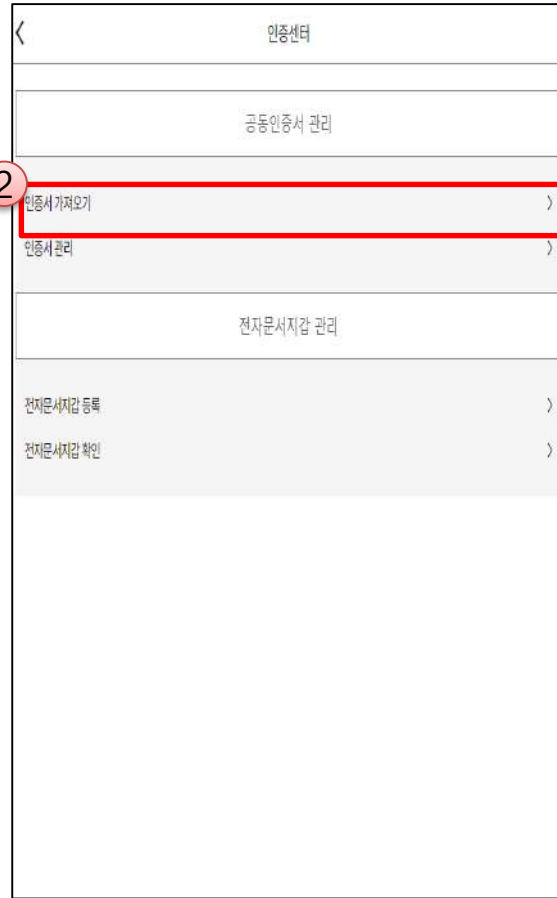 인증센터
공동인증서 관리
2
인증서 가져오기
인증서 관리
전자문서지갑 관리
전자문서지갑 등록
전자문서지갑 확인